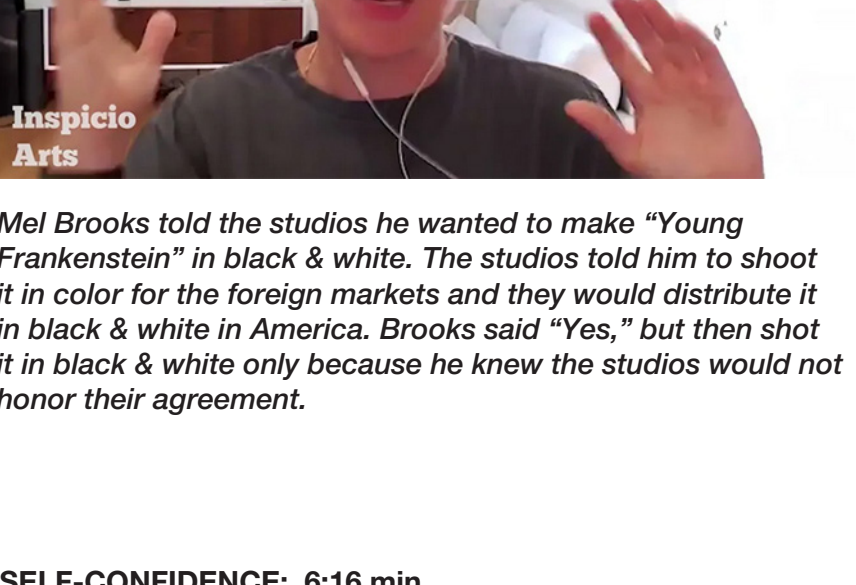 Inspicio
Arts
Mel Brooks told the studios he wanted to make “Young
Frankenstein” in black & white. The studios told him to shoot
it in color for the foreign markets and they would distribute it
in black & white in America. Brooks said “Yes,” but then shot
it in black & white only because he knew the studios would not
honor their agreement.
SELF-CONFIDENCE: 6:16 min